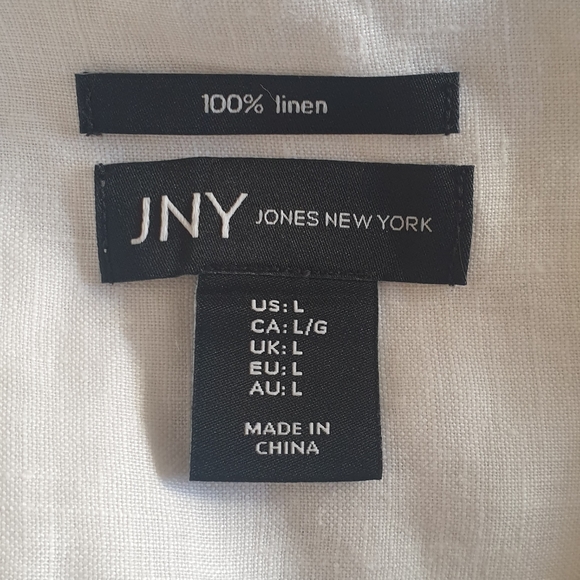 100% linen
JNY JONES NEW YORK
US: L
CA: L/G
UK: L
EU: L
AU: L
MADE IN
CHINA